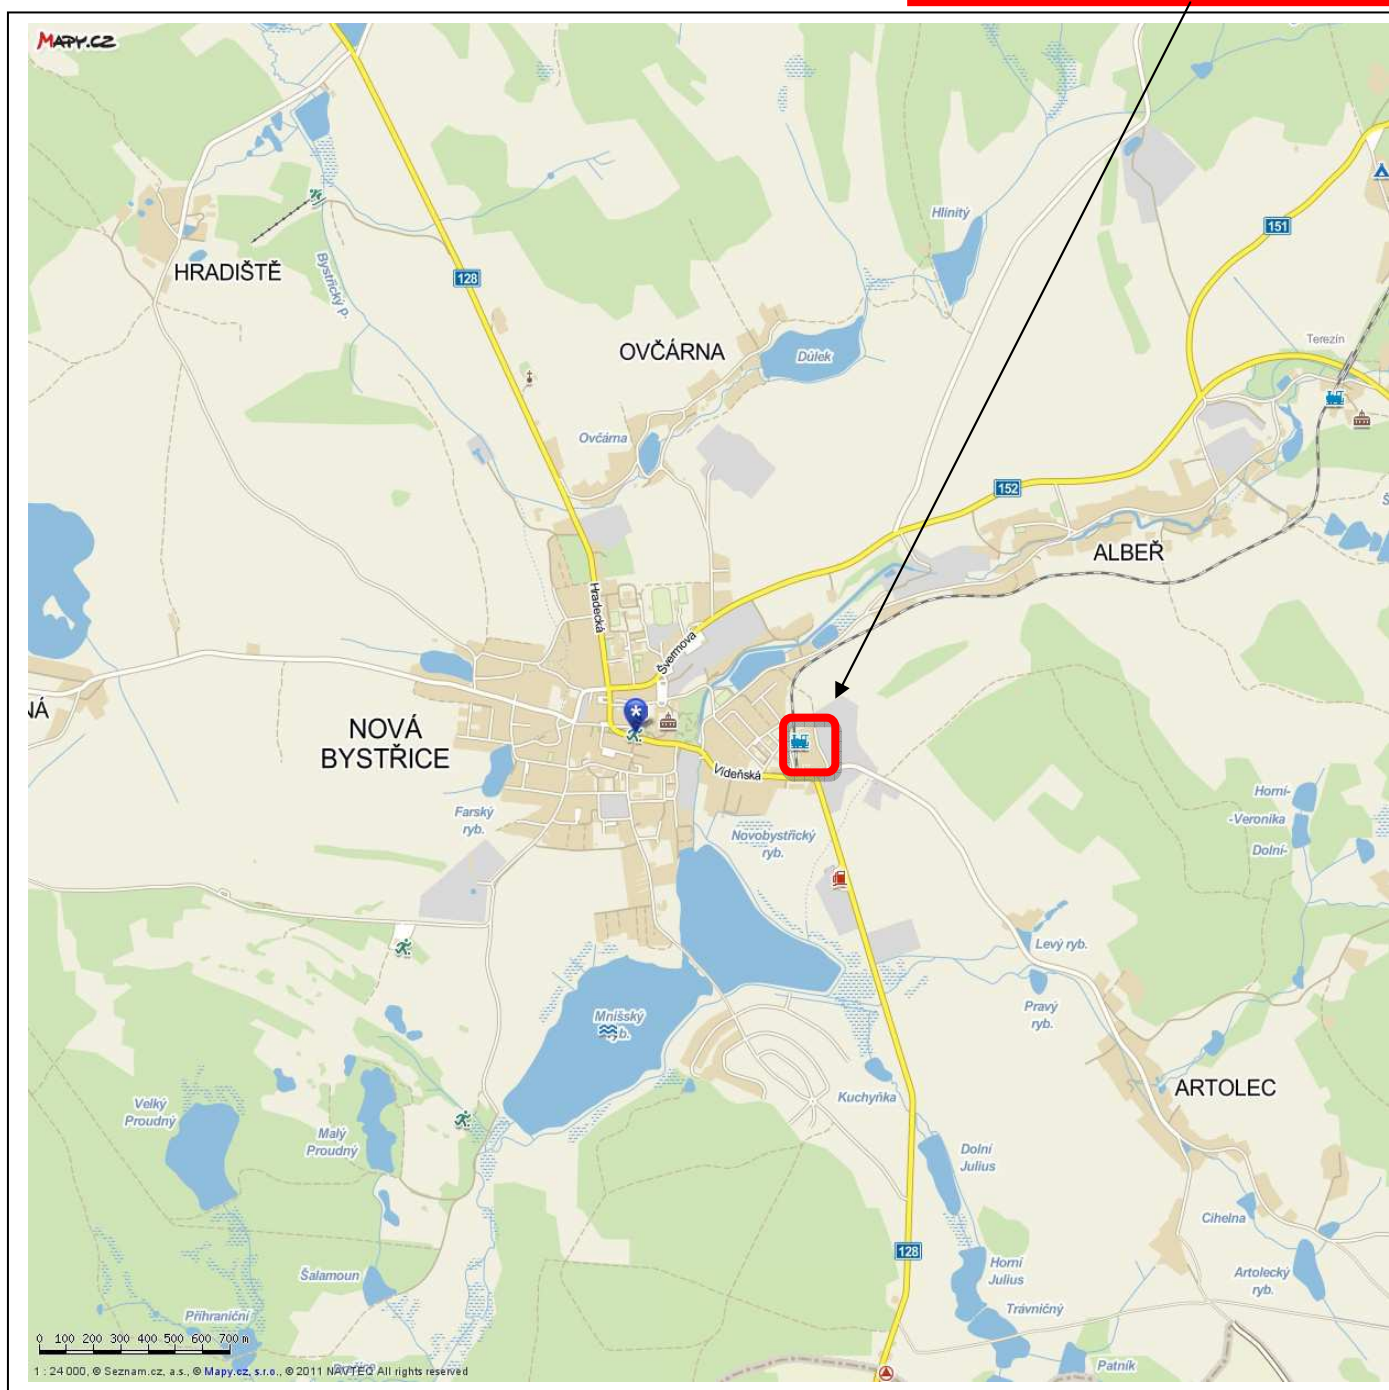 MAPY.CZ
Hlinitý
151
Bystřický p.
HRADIŠTĚ
128
OVČÁRNA
Důlek
Terezín
Ovčárna
152
ALBEŘ
Hradecká
Švermova
NÁ
NOVÁ
BYSTŘICE
Vídeňská
Farský
ryb.
Novobystřický
ryb.
Horní-
-Veronika
Dolní-
Levý ryb.
Pravý
ryb.
Mnišský
ryb.
Kuchyňka
ARTOLEC
Velký
Proudný
Malý
Proudný
Dolní
Julius
Cihelna
128
Horní
Julius
Artolecký
ryb.
Šalamoun
Trávničný
Příhraniční
Patník
0 100 200 300 400 500 600 700 m
1 : 24 000, © Seznam.cz, a.s., © Mapy.cz, s.r.o., © 2011 NAVTEQ All rights reserved